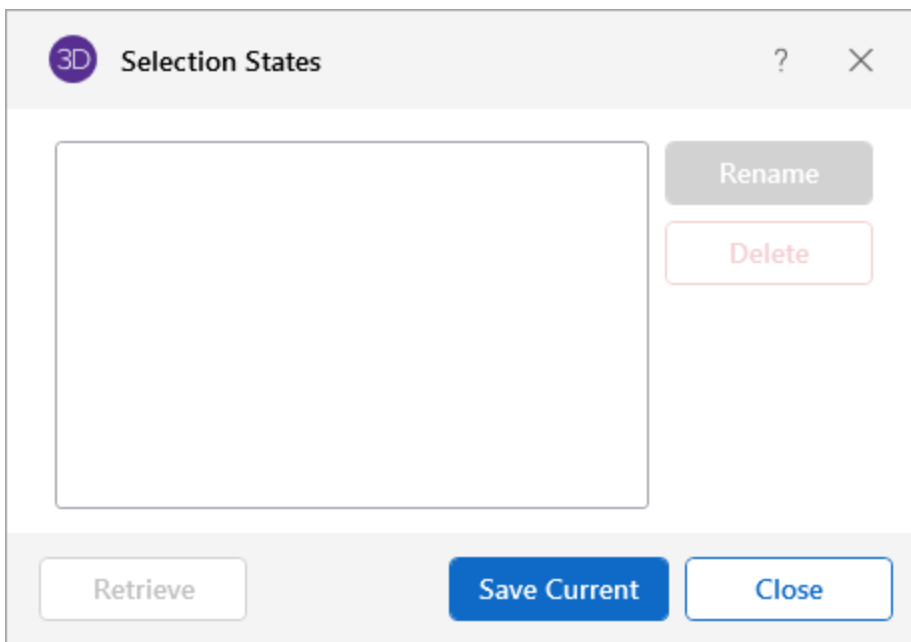 3D Selection States ?
Rename
Delete
Retrieve Save Current Close